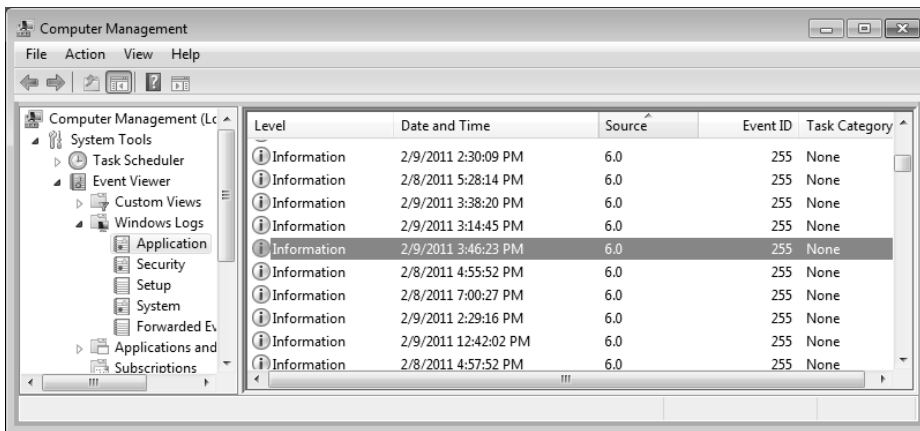 Computer Management
File Action View Help
Computer Management (Lc
System Tools
Task Scheduler
Event Viewer
Custom Views
Windows Logs
Application
Security
Setup
System
Forwarded Ev
Applications and
Subscriptions
Level Date and Time Source Event ID Task Category
Information 2/9/2011 2:30:09 PM 6.0 255 None
Information 2/8/2011 5:28:14 PM 6.0 255 None
Information 2/9/2011 3:38:20 PM 6.0 255 None
Information 2/9/2011 3:14:45 PM 6.0 255 None
Information 2/9/2011 3:46:23 PM 6.0 255 None
Information 2/8/2011 4:55:52 PM 6.0 255 None
Information 2/8/2011 7:00:27 PM 6.0 255 None
Information 2/9/2011 2:29:16 PM 6.0 255 None
Information 2/9/2011 12:42:02 PM 6.0 255 None
Information 2/8/2011 4:57:52 PM 6.0 255 None